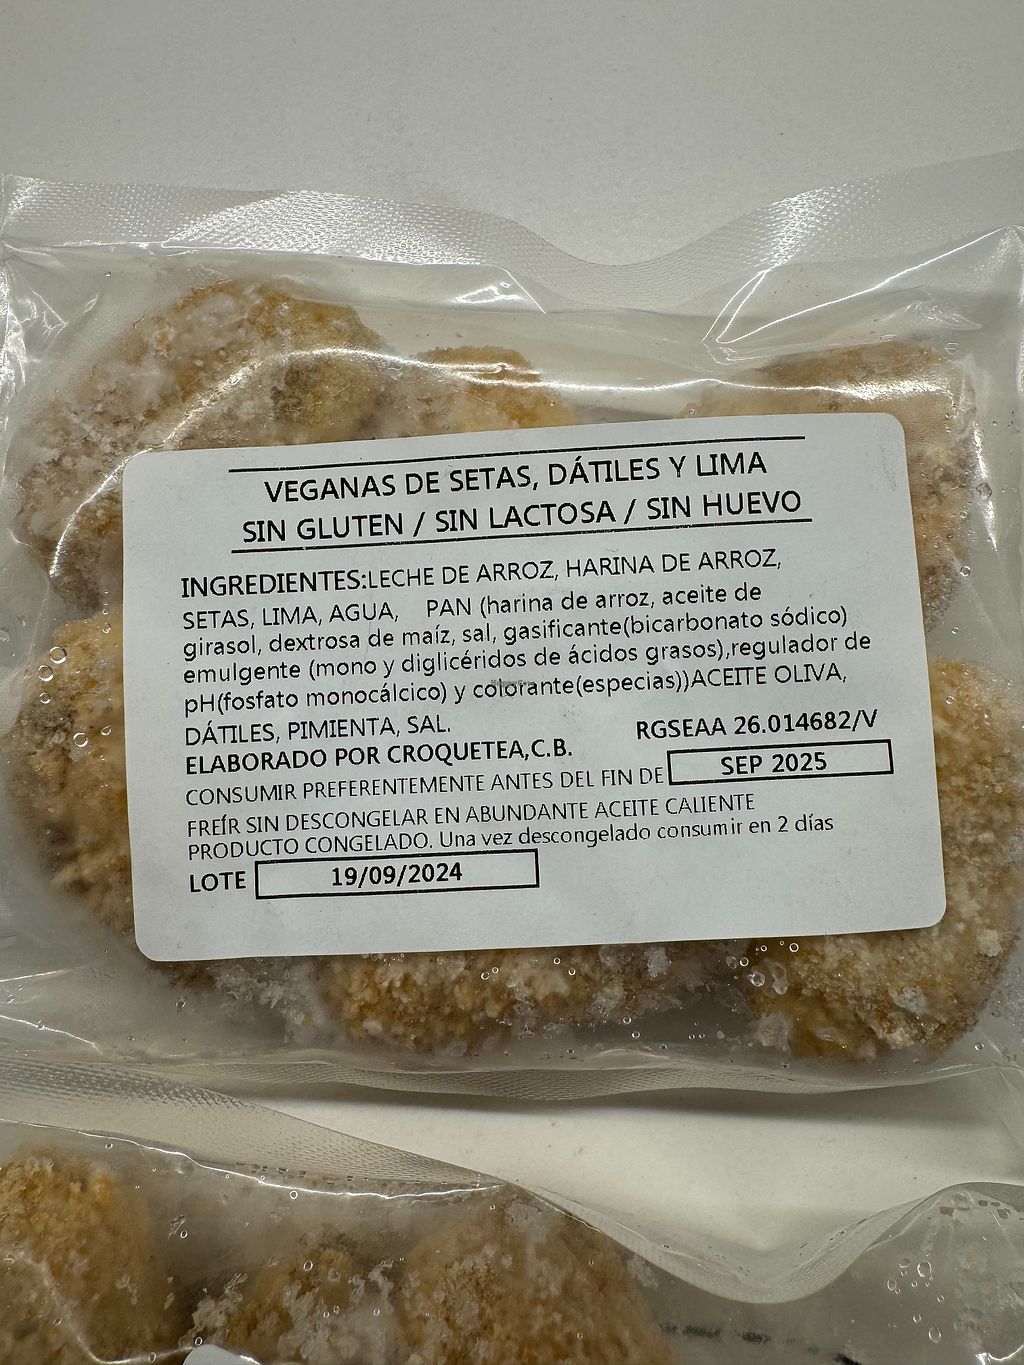 VEGANAS DE SETAS, DÁTILES Y LIMA
SIN GLUTEN / SIN LACTOSA / SIN HUEVO
INGREDIENTES:LECHE DE ARROZ, HARINA DE ARROZ,
SETAS, LIMA, AGUA, PAN (harina de arroz, aceite de
girasol, dextrosa de maíz, sal, gasificante(bicarbonato sódico)
emulgente (mono y diglicéridos de ácidos grasos),regulador de
pH(fosfato monocálcico) y colorante(especias))ACEITE OLIVA,
DÁTILES, PIMIENTA, SAL.
RGSEAA 26.014682/V
ELABORADO POR CROQUETEA,C.B.
CONSUMIR PREFERENTEMENTE ANTES DEL FIN DE SEP 2025
FREÍR SIN DESCONGELAR EN ABUNDANTE ACEITE CALIENTE
PRODUCTO CONGELADO. Una vez descongelado consumir en 2 días
LOTE 19/09/2024